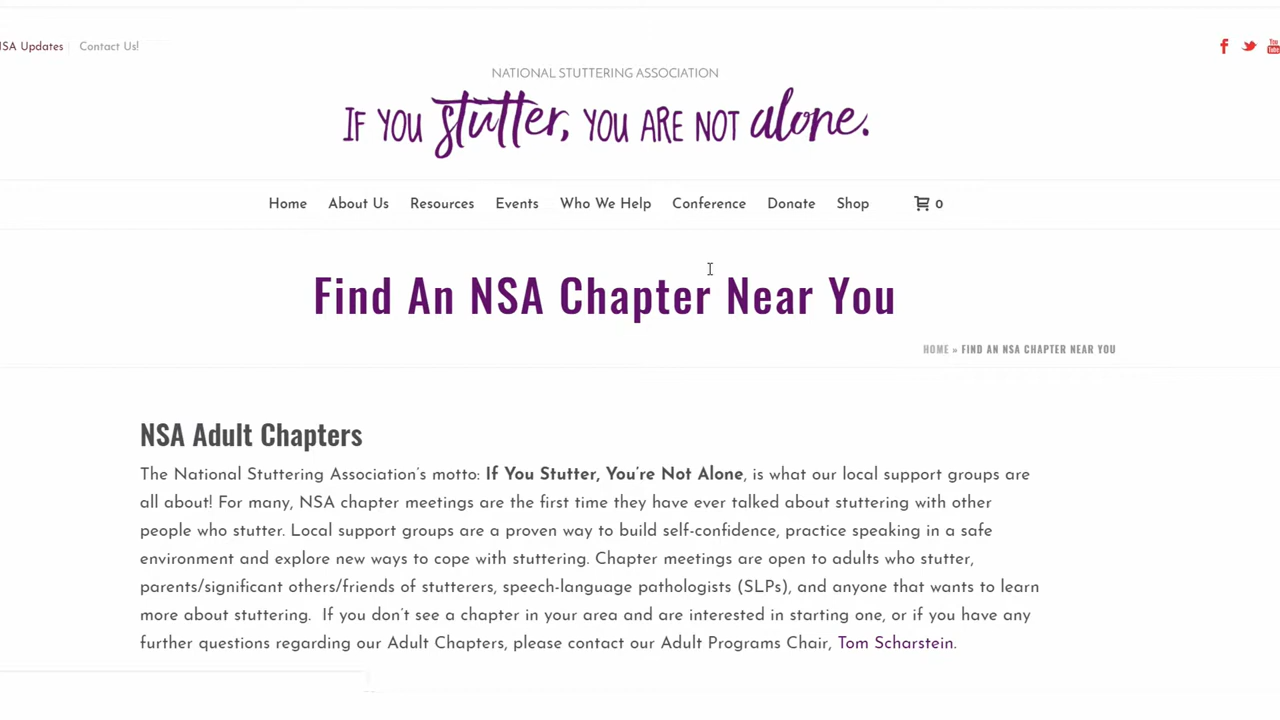 NSA Updates
Contact Us!
NATIONAL STUTTERING ASSOCIATION
IF YOU stutter, YOU ARE NOT alone.
Home About Us Resources Events Who We Help Conference Donate Shop 0
Find An NSA Chapter Near You
HOME » FIND AN NSA CHAPTER NEAR YOU
NSA Adult Chapters
The National Stuttering Association's motto: If You Stutter, You're Not Alone, is what our local support groups are
all about! For many, NSA chapter meetings are the first time they have ever talked about stuttering with other
people who stutter. Local support groups are a proven way to build self-confidence, practice speaking in a safe
environment and explore new ways to cope with stuttering. Chapter meetings are open to adults who stutter,
parents/significant others/friends of stutterers, speech-language pathologists (SLPs), and anyone that wants to learn
more about stuttering. If you don't see a chapter in your area and are interested in starting one, or if you have any
further questions regarding our Adult Chapters, please contact our Adult Programs Chair, Tom Scharstein.